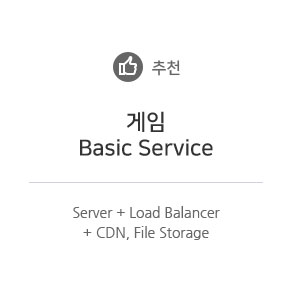 추천
게임
Basic Service
Server + Load Balancer
+ CDN, File Storage